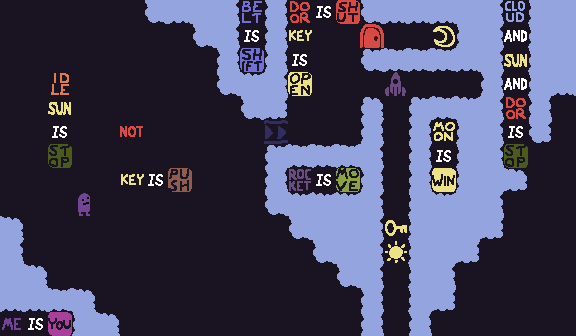 BELT IS SHIFT
DOOR IS SHUT
KEY IS OPEN
CLOUD AND SUN AND DOOR IS STOP
IDLE SUN IS STOP
NOT
KEY IS PUSH
ROCKET IS MOVE
MOON IS WIN
ME IS YOU